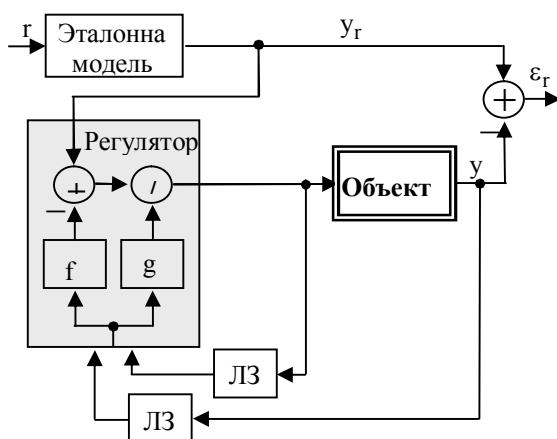 r
Эталонна
модель
yᵣ
εᵣ
+
−
Регулятор
+
/
−
Объект
y
f
g
ЛЗ
ЛЗ